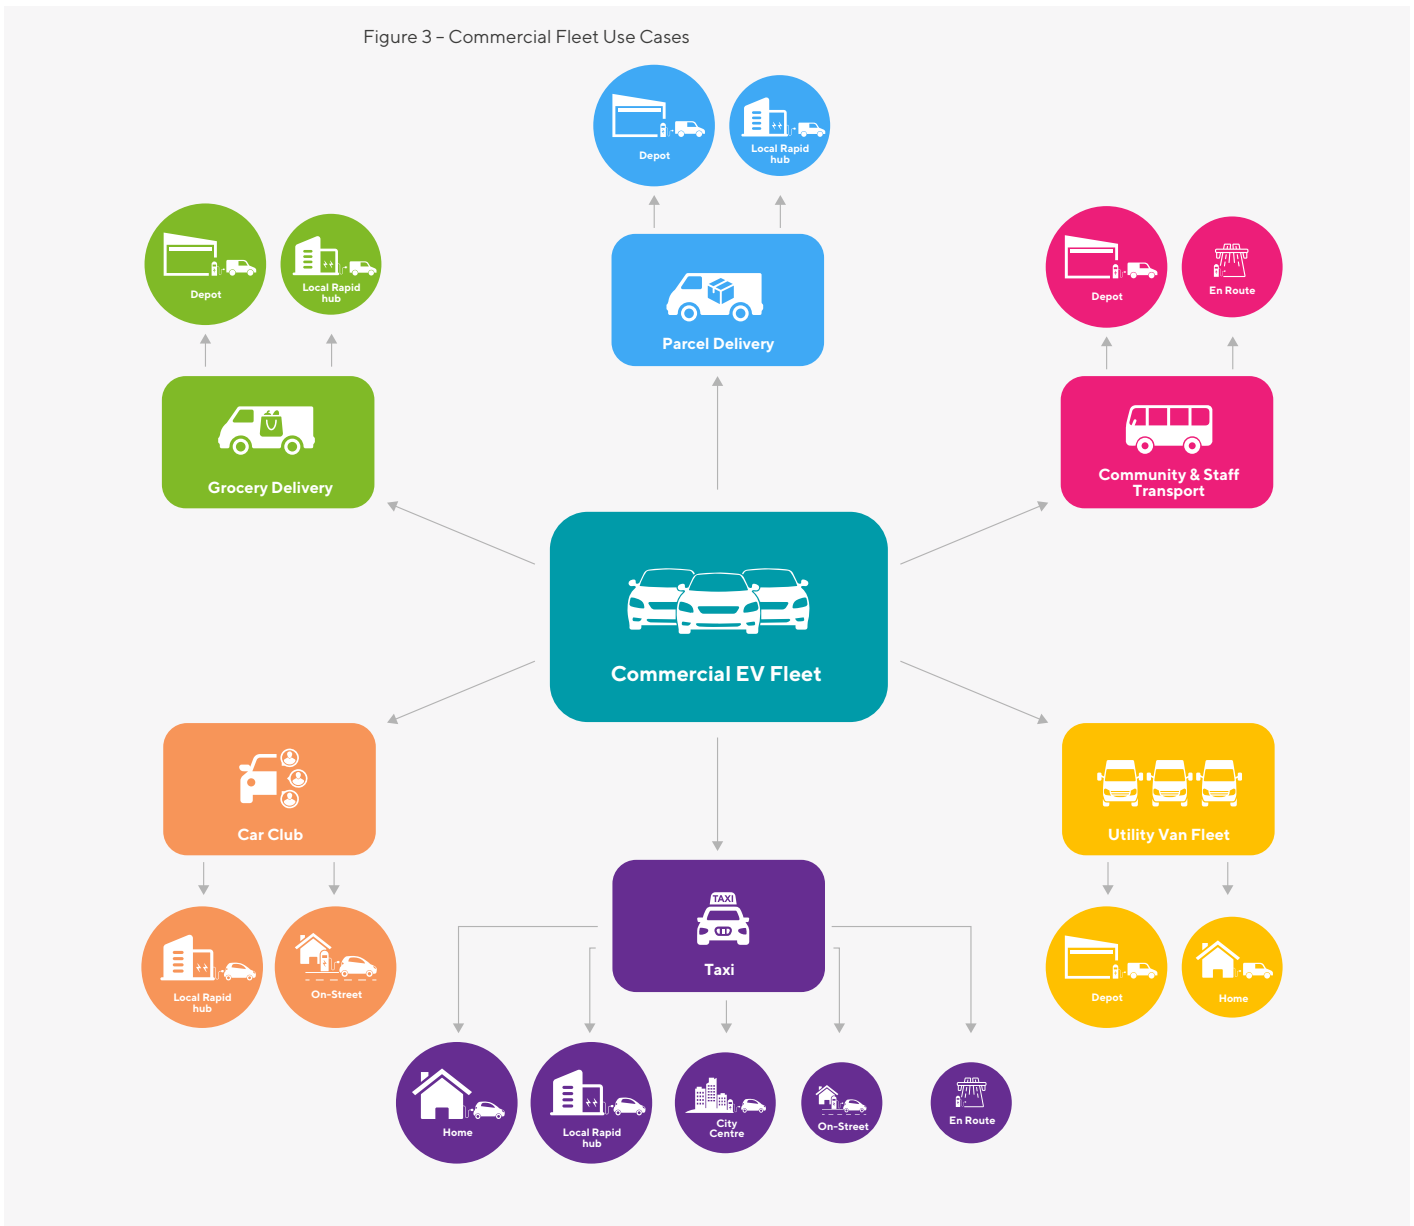 Figure 3 – Commercial Fleet Use Cases
Depot
Local Rapid
hub
Parcel Delivery
Depot
Local Rapid
hub
Grocery Delivery
Depot
En Route
Community & Staff
Transport
Commercial EV Fleet
Car Club
Local Rapid
hub
On-Street
Utility Van Fleet
Depot
Home
TAXI
Taxi
Home
Local Rapid
hub
City
Centre
On-Street
En Route